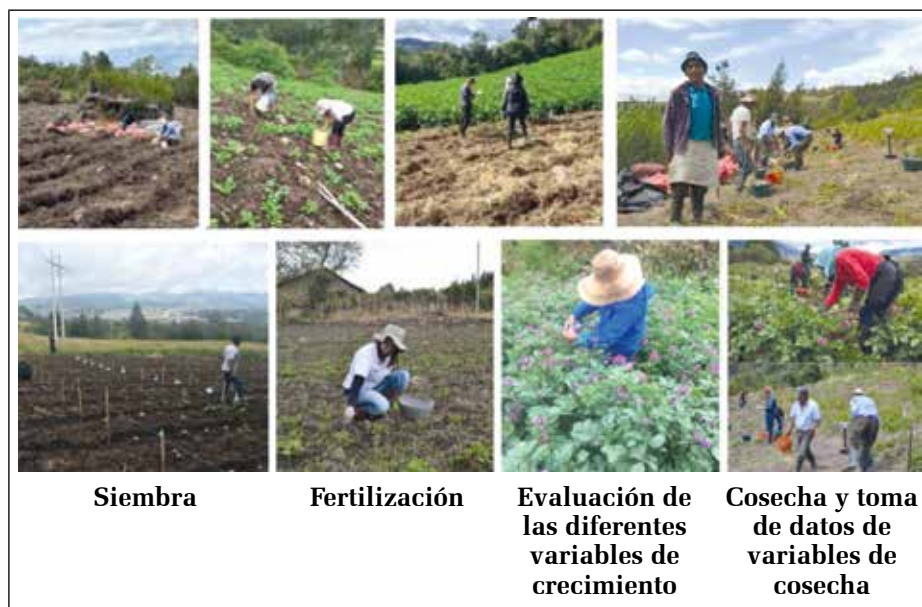 Siembra
Fertilización
Evaluación de
las diferentes
variables de
crecimiento
Cosecha y toma
de datos de
variables de
cosecha